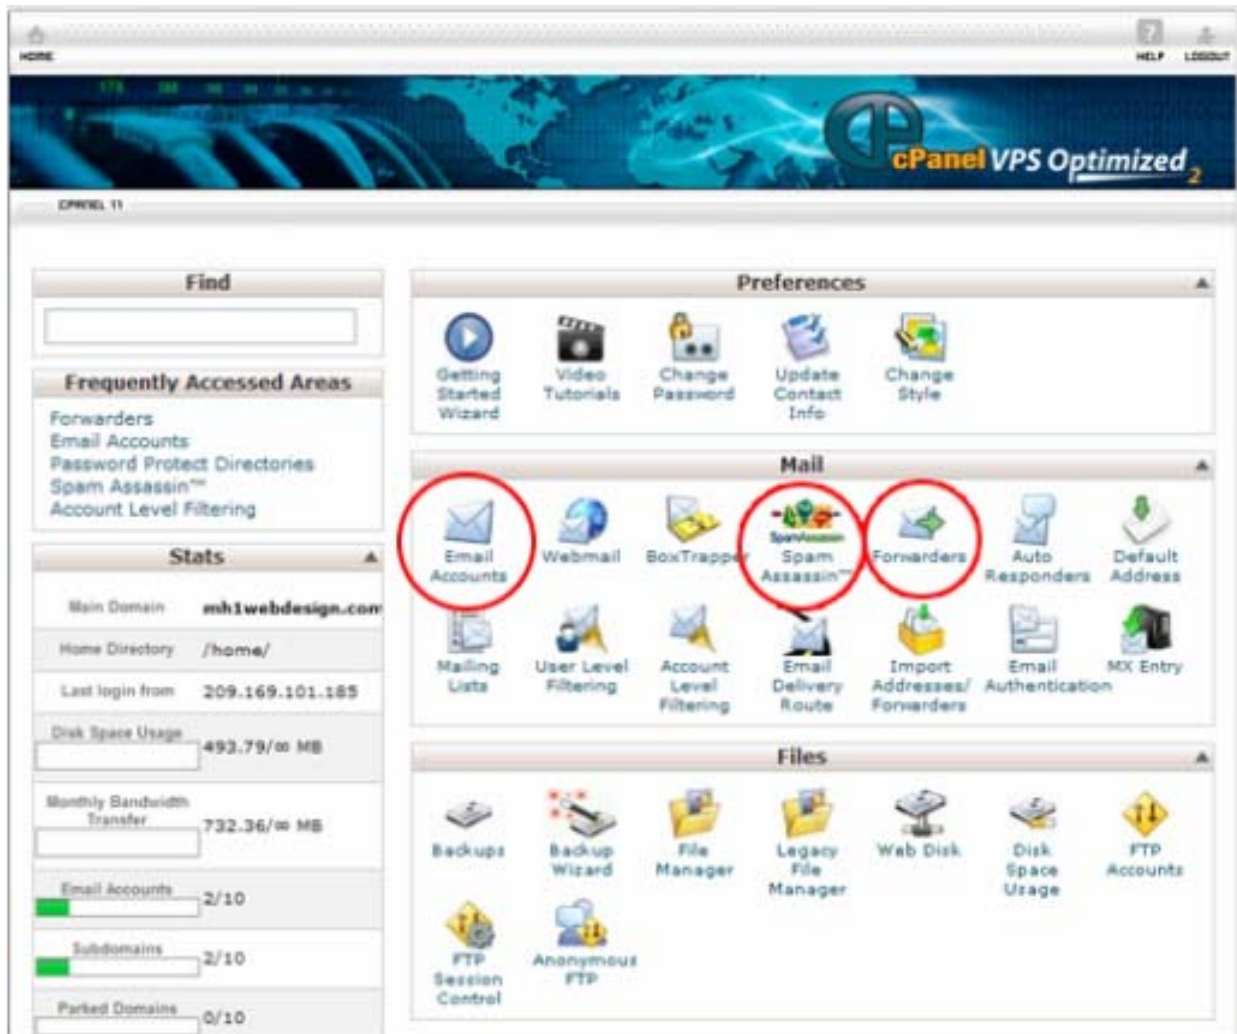 HOME
HELP
LOGOUT
cPanel VPS Optimized 2
CPANEL 11
Find
Frequently Accessed Areas
Forwarders
Email Accounts
Password Protect Directories
Spam Assassin™
Account Level Filtering
Stats
Main Domain
mh1webdesign.com
Home Directory
/home/
Last login from
209.169.101.185
Disk Space Usage
493.79/∞ MB
Monthly Bandwidth
Transfer
732.36/∞ MB
Email Accounts
2/10
Subdomains
2/10
Parked Domains
0/10
Preferences
Getting
Started
Wizard
Video
Tutorials
Change
Password
Update
Contact
Info
Change
Style
Mail
Email
Accounts
Webmail
BoxTrapper
SpamAssassin
Spam
Assassin™
Forwarders
Auto
Responders
Default
Address
Mailing
Lists
User Level
Filtering
Account
Level
Filtering
Email
Delivery
Route
Import
Addresses/
Forwarders
Email
Authentication
MX Entry
Files
Backups
Backup
Wizard
File
Manager
Legacy
File
Manager
Web Disk
Disk
Space
Usage
FTP
Accounts
FTP
Session
Control
Anonymous
FTP